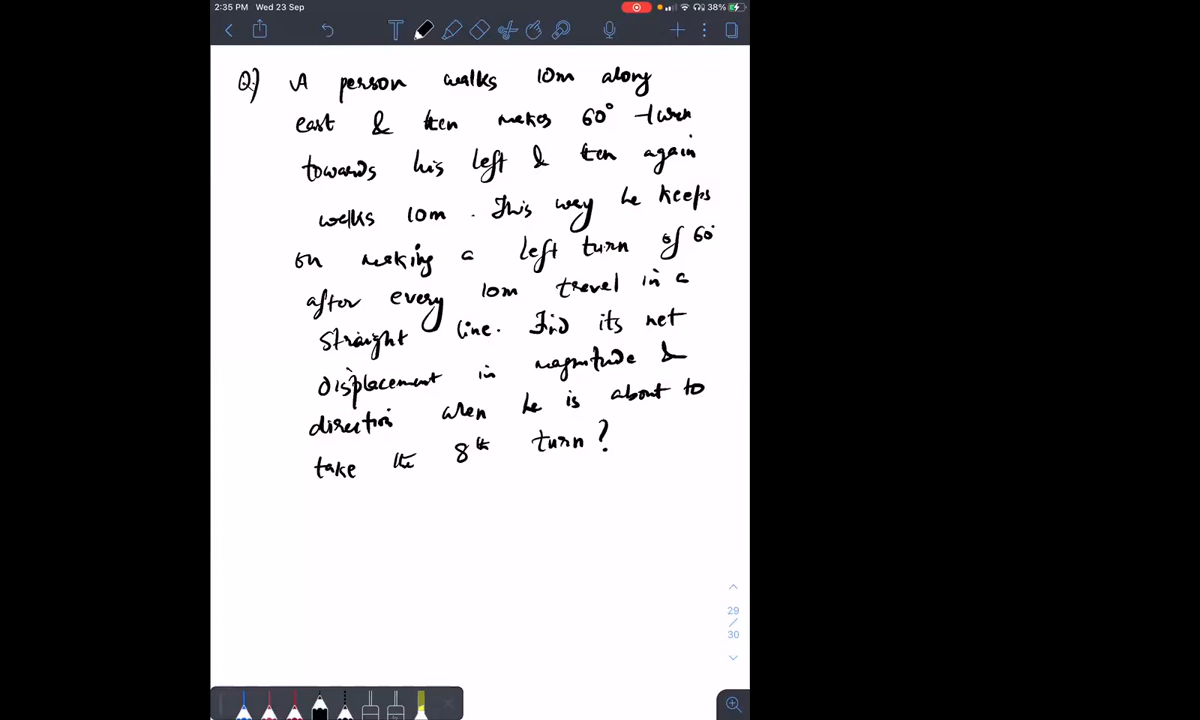 2:35 PM Wed 23 Sep 38%
T
Q) A person walks 10m along
east & then makes 60° turn
towards his left & then again
walks 10m. This way he keeps
on making a left turn of 60°
after every 10m travel in a
straight line. Find its net
displacement in magnitude &
direction when he is about to
take the 8th turn?
29
/
30